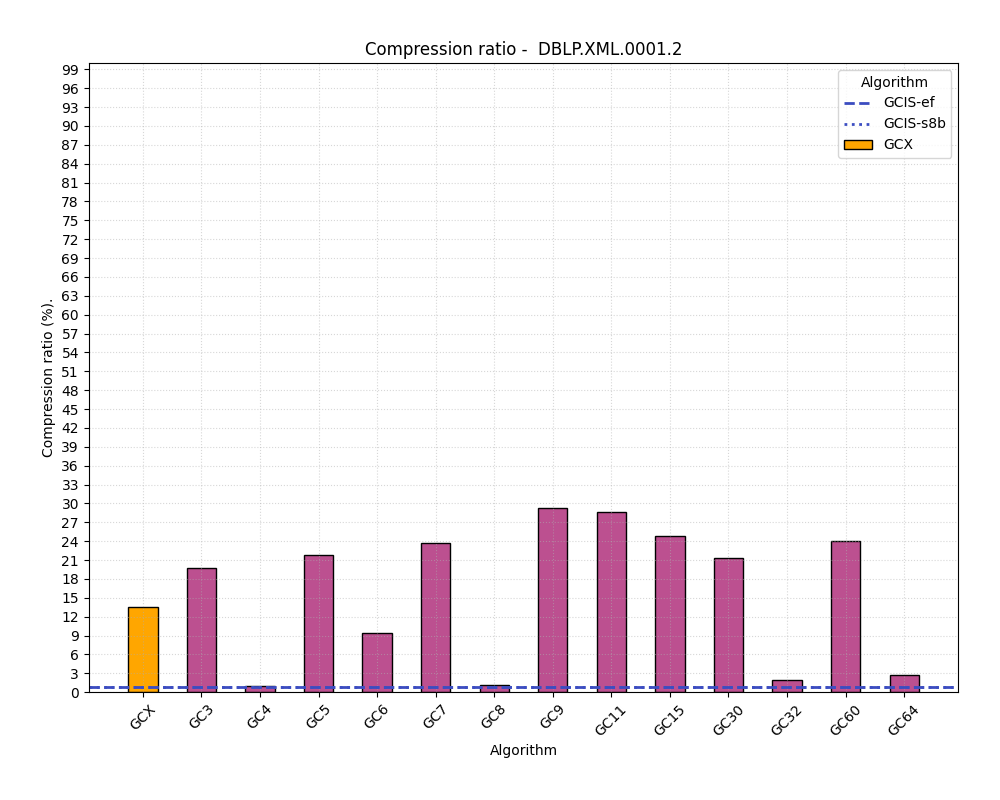 Compression ratio -  DBLP.XML.0001.2
Algorithm
GCIS-ef
GCIS-s8b
GCX
Compression ratio (%).
99
96
93
90
87
84
81
78
75
72
69
66
63
60
57
54
51
48
45
42
39
36
33
30
27
24
21
18
15
12
9
6
3
0
GCX
GC3
GC4
GC5
GC6
GC7
GC8
GC9
GC11
GC15
GC30
GC32
GC60
GC64
Algorithm